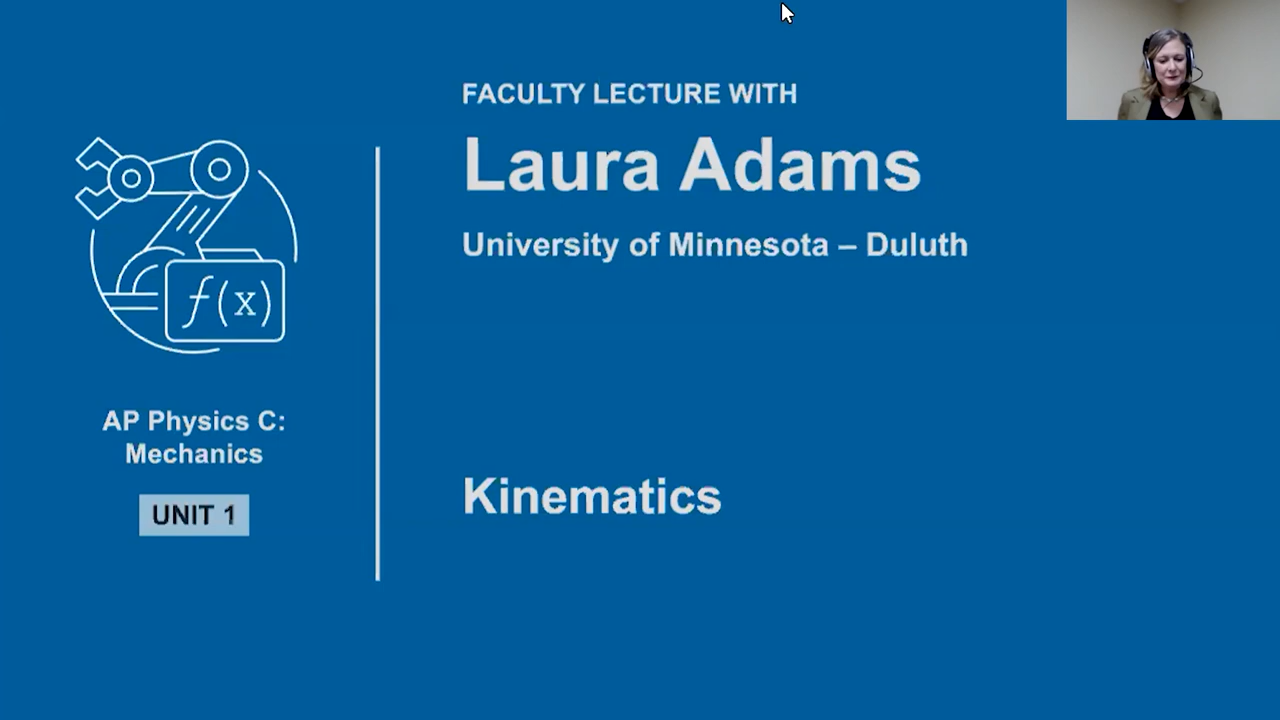 FACULTY LECTURE WITH
Laura Adams
University of Minnesota – Duluth
f(x)
AP Physics C:
Mechanics
UNIT 1
Kinematics